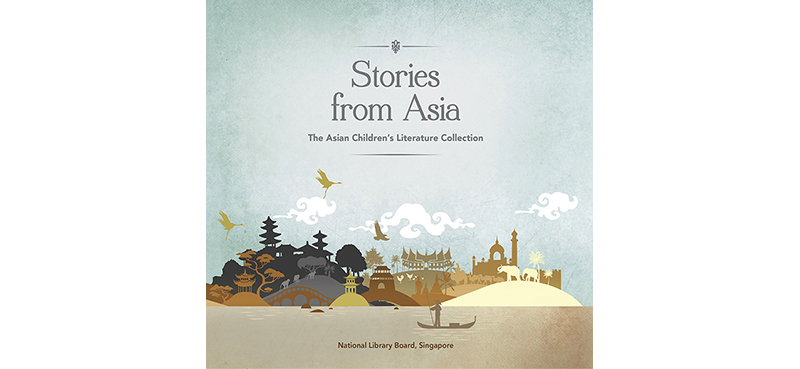 Stories
from Asia
The Asian Children's Literature Collection
National Library Board, Singapore